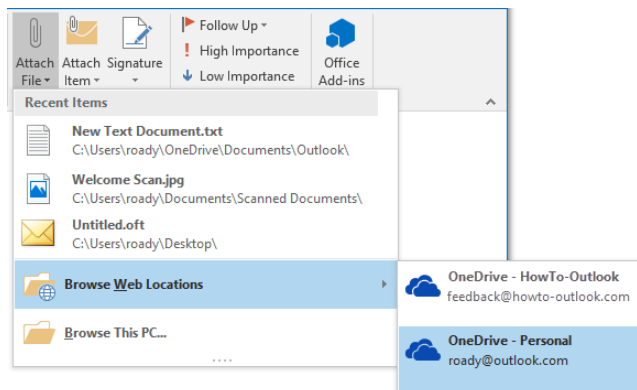 Attach File
Attach Item
Signature
Follow Up
High Importance
Low Importance
Office Add-ins
Recent Items
New Text Document.txt
C:\Users\roady\OneDrive\Documents\Outlook\
Welcome Scan.jpg
C:\Users\roady\Documents\Scanned Documents\
Untitled.oft
C:\Users\roady\Desktop\
Browse Web Locations
Browse This PC...
OneDrive - HowTo-Outlook
feedback@howto-outlook.com
OneDrive - Personal
roady@outlook.com